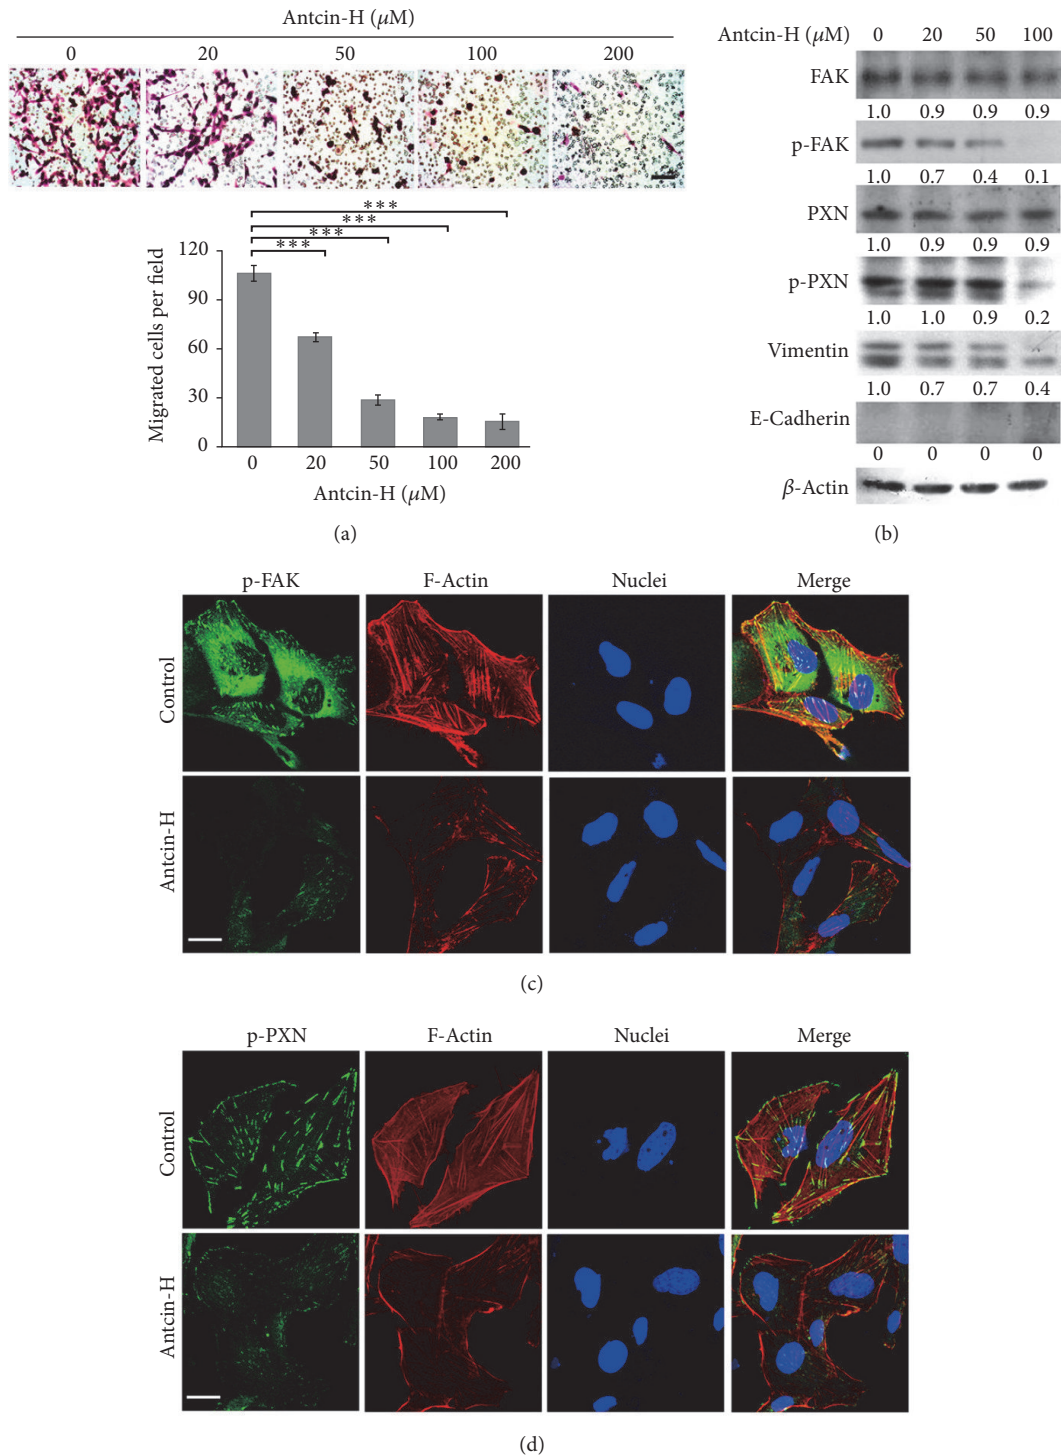 Antcin-H (μM)
0 20 50 100 200
*** 
***
***
***
Migrated cells per field
120
90
60
30
0
0 20 50 100 200
Antcin-H (μM)
(a)
Antcin-H (μM) 0 20 50 100
FAK
1.0 0.9 0.9 0.9
p-FAK
1.0 0.7 0.4 0.1
PXN
1.0 0.9 0.9 0.9
p-PXN
1.0 1.0 0.9 0.2
Vimentin
1.0 0.7 0.7 0.4
E-Cadherin
0 0 0 0
β-Actin
(b)
p-FAK F-Actin Nuclei Merge
Control
Antcin-H
(c)
p-PXN F-Actin Nuclei Merge
Control
Antcin-H
(d)